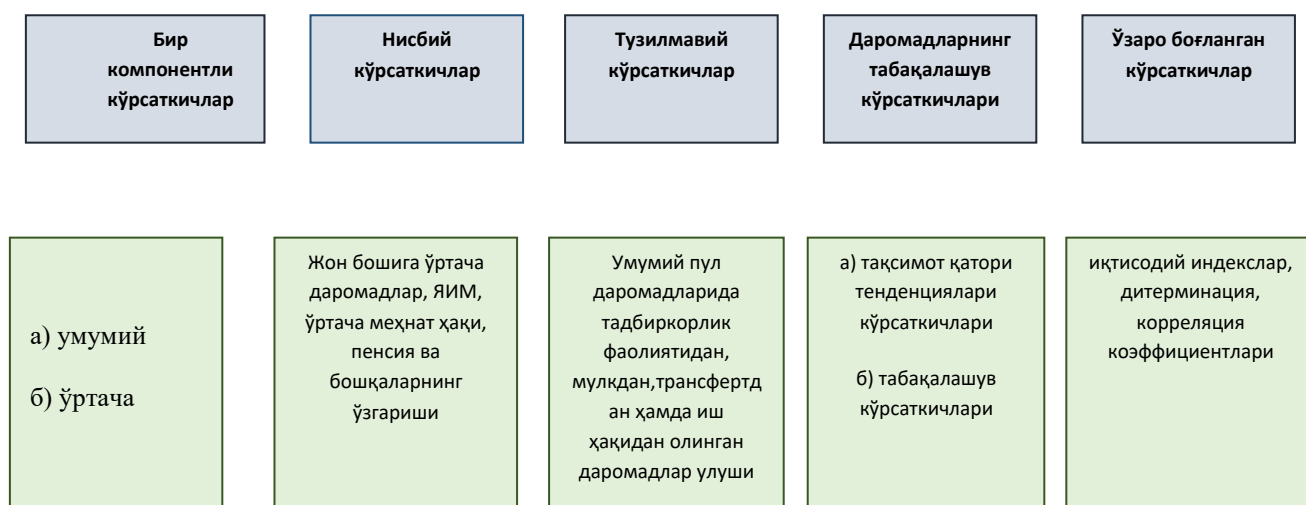 Бир
компонентли
кўрсаткичлар
Нисбий
кўрсаткичлар
Тузилмавий
кўрсаткичлар
Даромадларнинг
табақалашув
кўрсаткичлари
Ўзаро боғланган
кўрсаткичлар
а) умумий
б) ўртача
Жон бошига ўртача
даромадлар, ЯИМ,
ўртача меҳнат ҳақи,
пенсия ва
бошқаларнинг
ўзгариши
Умумий пул
даромадларида
тадбиркорлик
фаолиятидан,
мулкдан,трансфертд
ан ҳамда иш
ҳақидан олинган
даромадлар улуши
а) тақсимот қатори
тенденциялари
кўрсаткичлари
б) табақалашув
кўрсаткичлари
иқтисодий индекслар,
дитерминация,
корреляция
коэффициентлари